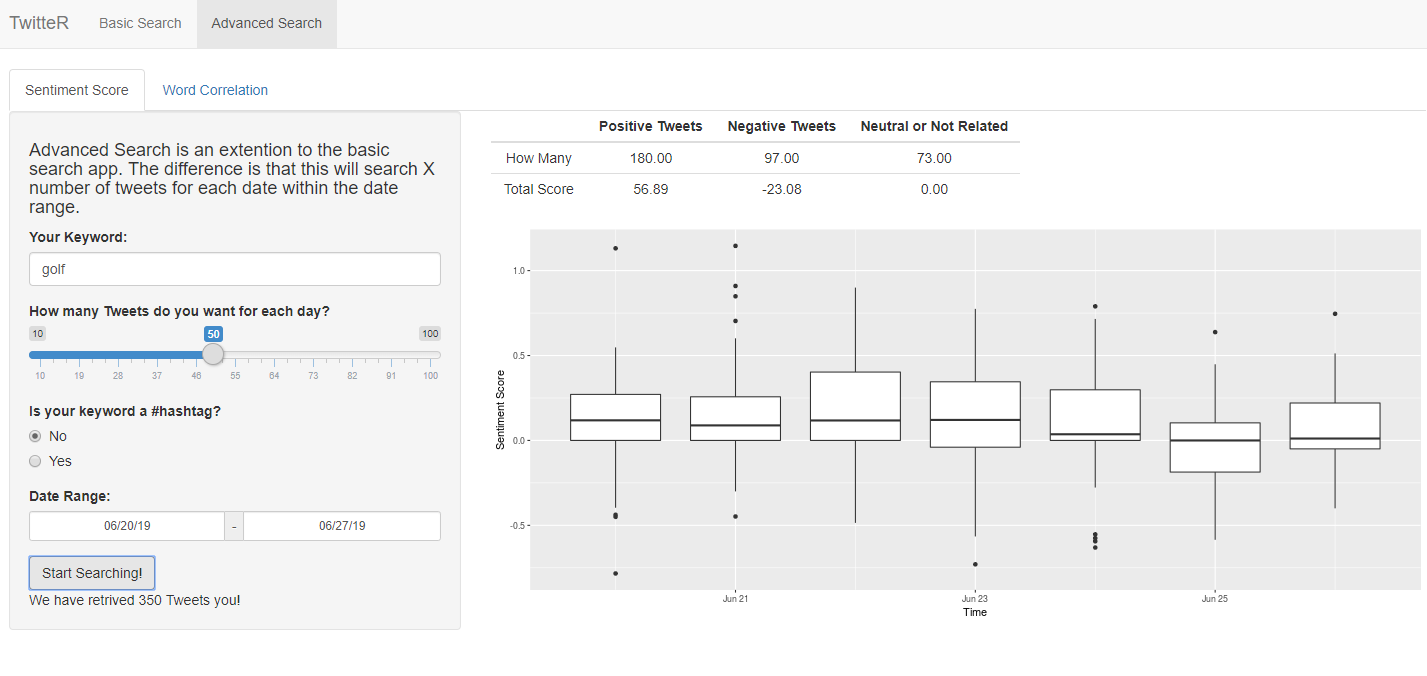 TwitteR Basic Search Advanced Search
Sentiment Score Word Correlation
Advanced Search is an extention to the basic
search app. The difference is that this will search X
number of tweets for each date within the date
range.
Your Keyword:
golf
How many Tweets do you want for each day?
10 50 100
10 19 28 37 46 55 64 73 82 91 100
Is your keyword a #hashtag?
No
Yes
Date Range:
06/20/19 - 06/27/19
Start Searching!
We have retrived 350 Tweets you!
Positive Tweets Negative Tweets Neutral or Not Related
How Many 180.00 97.00 73.00
Total Score 56.89 -23.08 0.00
Sentiment Score
1.0
0.5
0.0
-0.5
Jun 21 Jun 23 Jun 25
Time